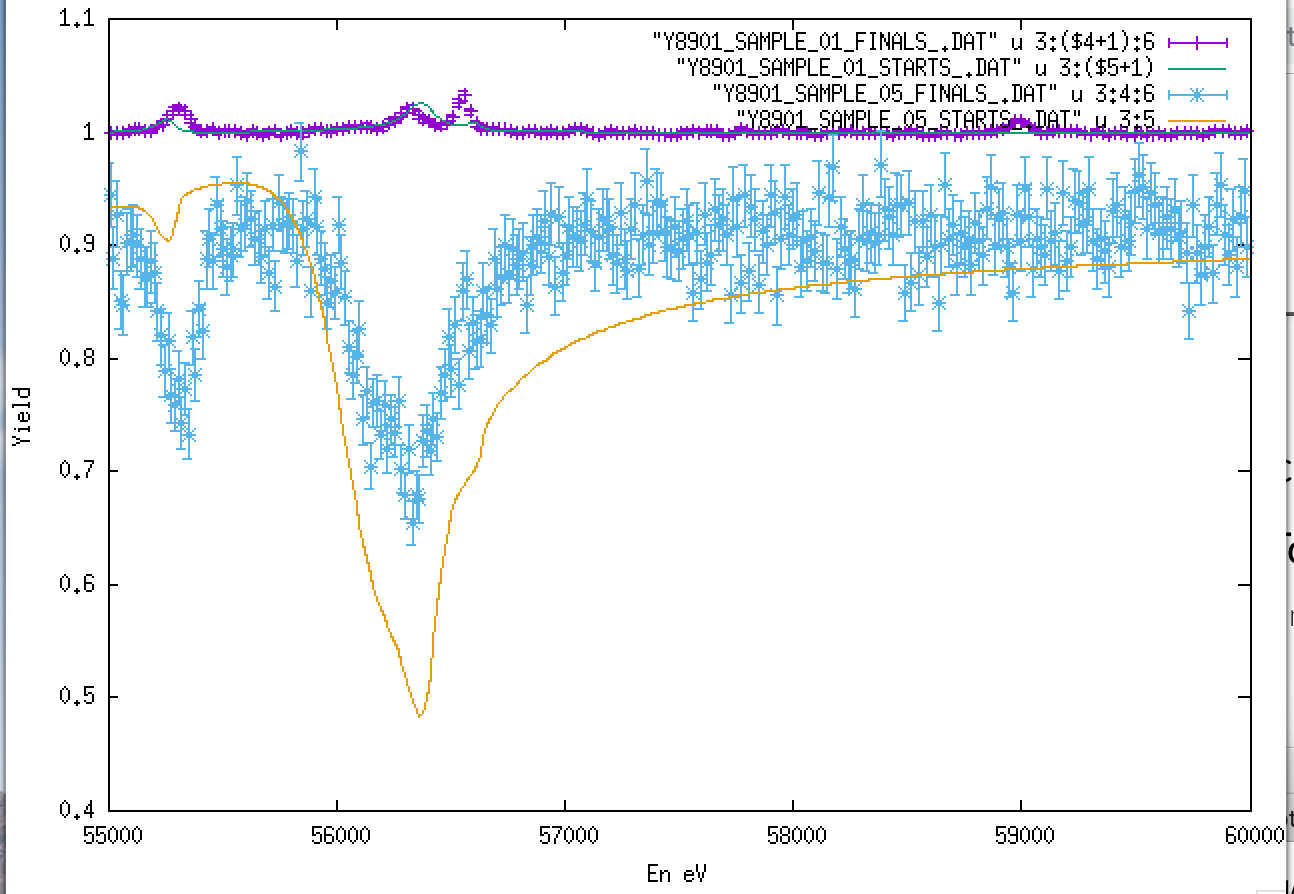 1.1
"Y8901_SAMPLE_01_FINALS_.DAT" u 3:($4+1):6
"Y8901_SAMPLE_01_STARTS_.DAT" u 3:($5+1)
"Y8901_SAMPLE_05_FINALS_.DAT" u 3:4:6
"Y8901_SAMPLE_05_STARTS_.DAT" u 3:5
1
0.9
0.8
0.7
0.6
0.5
0.4
Yield
55000 56000 57000 58000 59000 60000
En eV